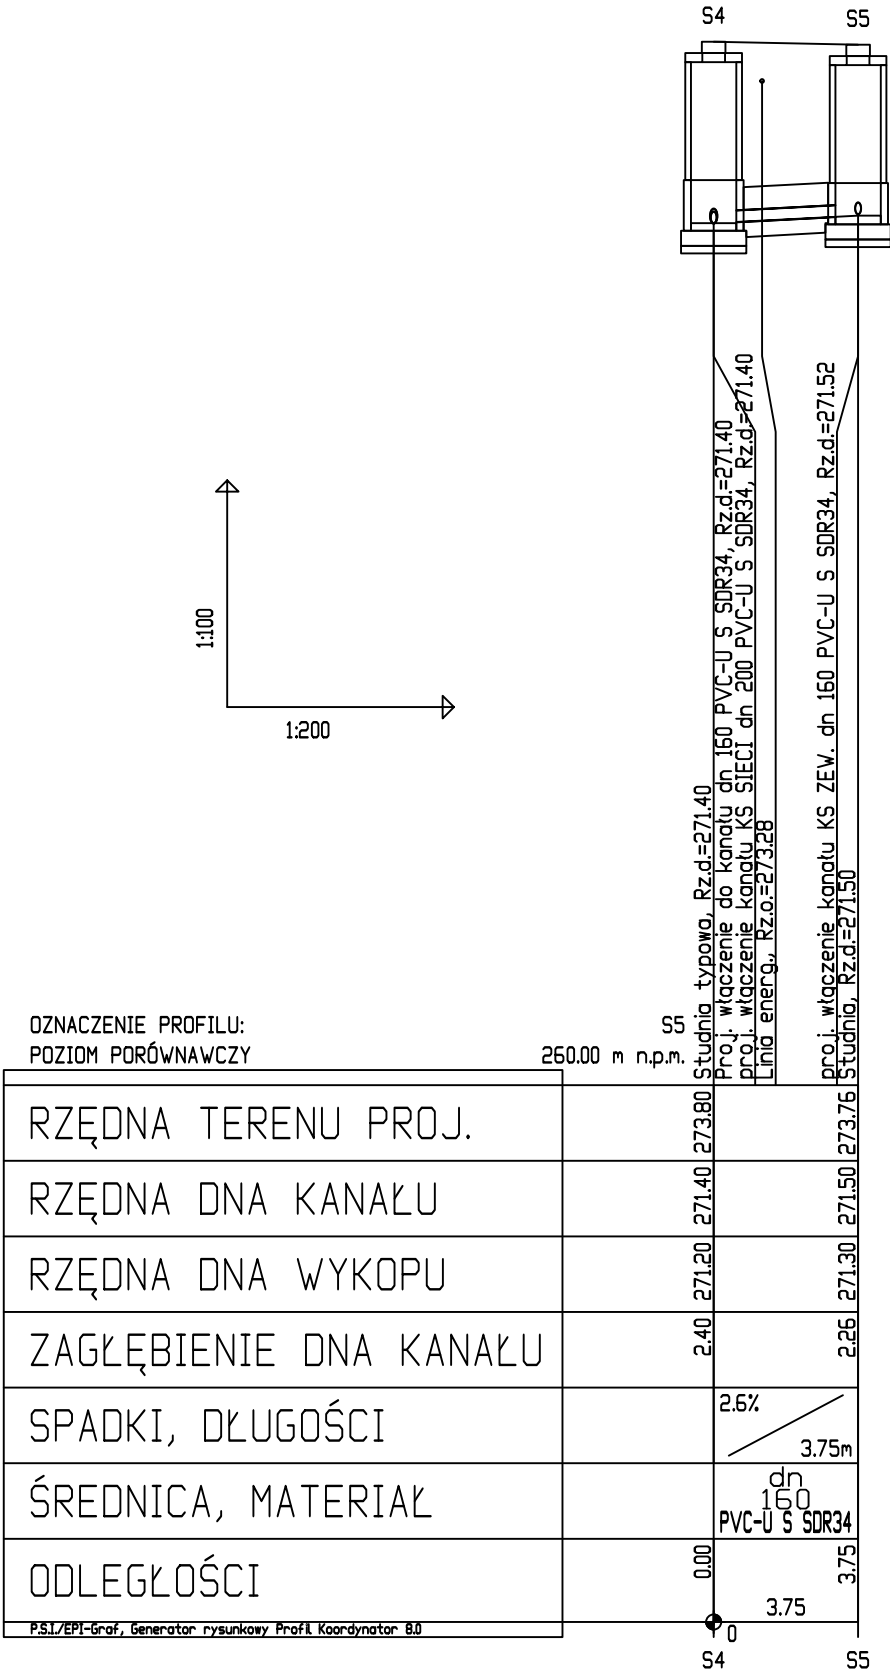 S4
S5
1:100
1:200
Studnia typowa, Rz.d.=271.40
Proj. włączenie do kanału dn 160 PVC-U S SDR34, Rz.d.=271.40
proj. włączenie kanału KS SIECI dn 200 PVC-U S SDR34, Rz.d.=271.40
Linia energ., Rz.o.=273.28
proj. włączenie kanału KS ZEW. dn 160 PVC-U S SDR34, Rz.d.=271.52
Studnia, Rz.d.=271.50
OZNACZENIE PROFILU: S5
POZIOM PORÓWNAWCZY 260.00 m n.p.m.
RZĘDNA TERENU PROJ. 273.80 273.76
RZĘDNA DNA KANAŁU 271.40 271.50
RZĘDNA DNA WYKOPU 271.20 271.30
ZAGŁĘBIENIE DNA KANAŁU 2.40 2.26
SPADKI, DŁUGOŚCI 2.6% 3.75m
ŚREDNICA, MATERIAŁ dn
160
PVC-U S SDR34
ODLEGŁOŚCI 0.00 3.75
3.75
P.S.I./EPI-Graf, Generator rysunkowy Profil Koordynator 8.0
0
S4
S5